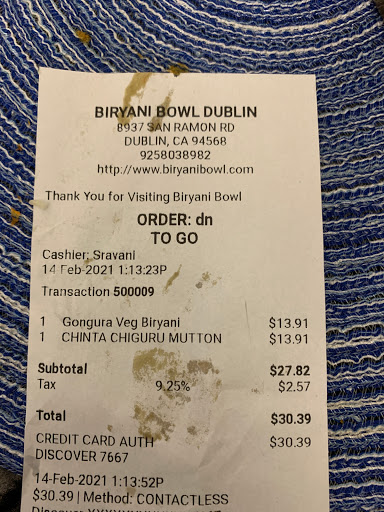 BIRYANI BOWL DUBLIN
8937 SAN RAMON RD
DUBLIN, CA 94568
9258038982
http://www.biryanibowl.com
Thank You for Visiting Biryani Bowl
ORDER: dn
TO GO
Cashier: Sravani
14-Feb-2021 1:13:23P
Transaction 500009
1 Gongura Veg Biryani $13.91
1 CHINTA CHIGURU MUTTON $13.91
Subtotal $27.82
Tax 9.25% $2.57
Total $30.39
CREDIT CARD AUTH $30.39
DISCOVER 7667
14-Feb-2021 1:13:52P
$30.39 | Method: CONTACTLESS